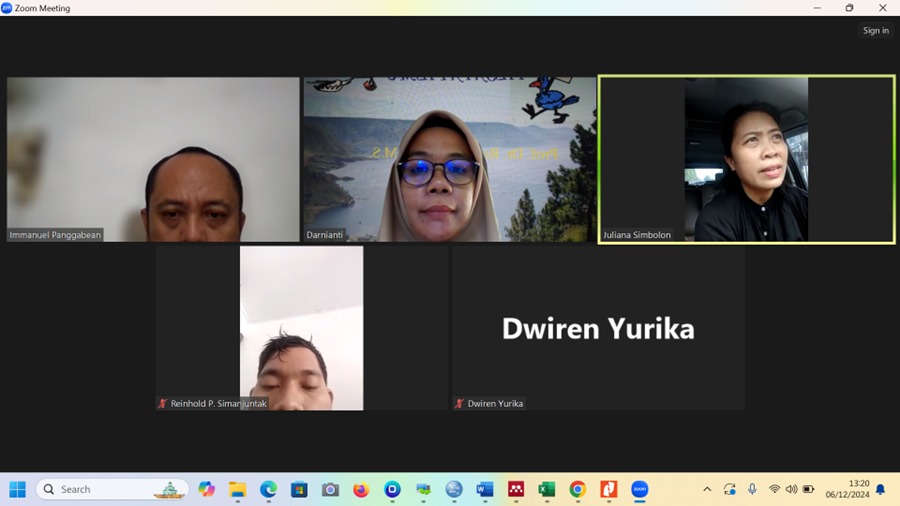 Zoom Meeting
Sign in
Immanuel Panggabean
Darnianti
Juliana Simbolon
Reinhold P. Simanjuntak
Dwiren Yurika
Dwiren Yurika
Search
zoom
13:20
06/12/2024